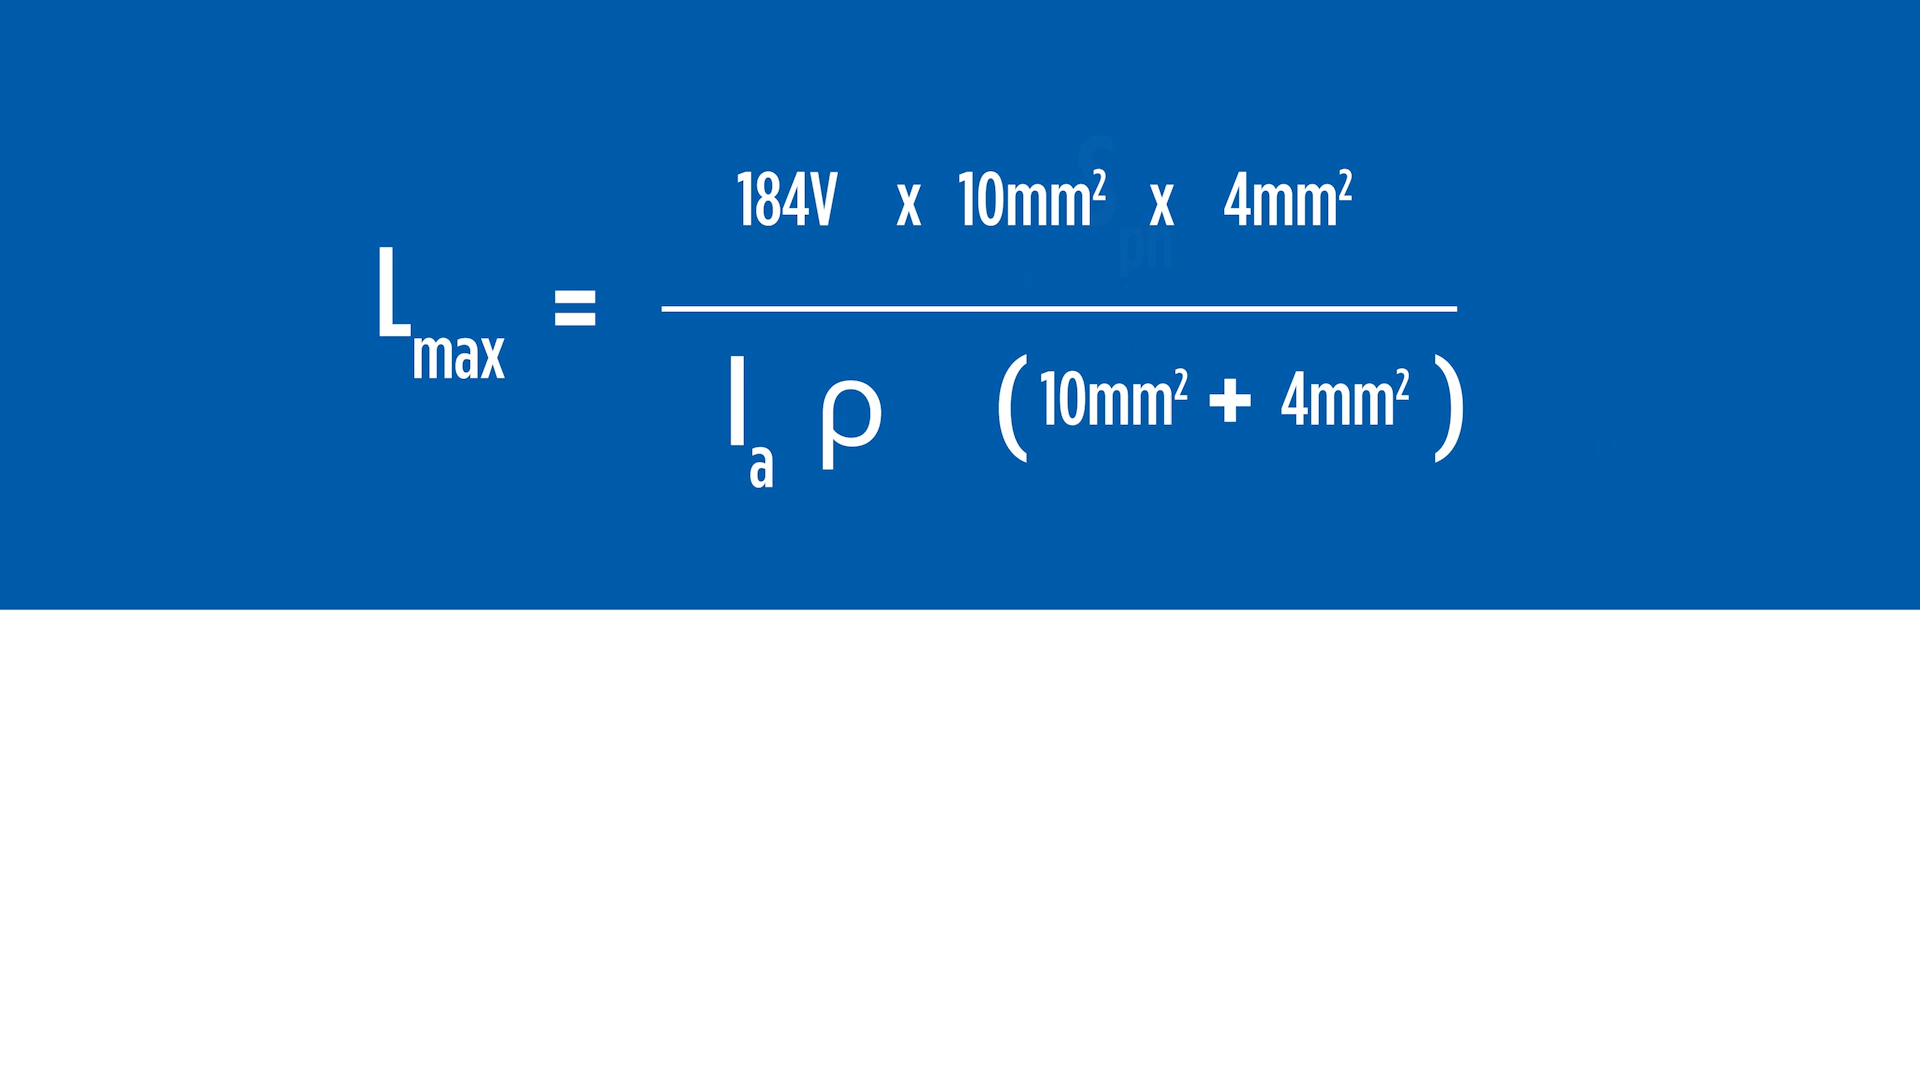 184V x 10mm² x 4mm²
Lmax =
Ia ρ (10mm² + 4mm²)